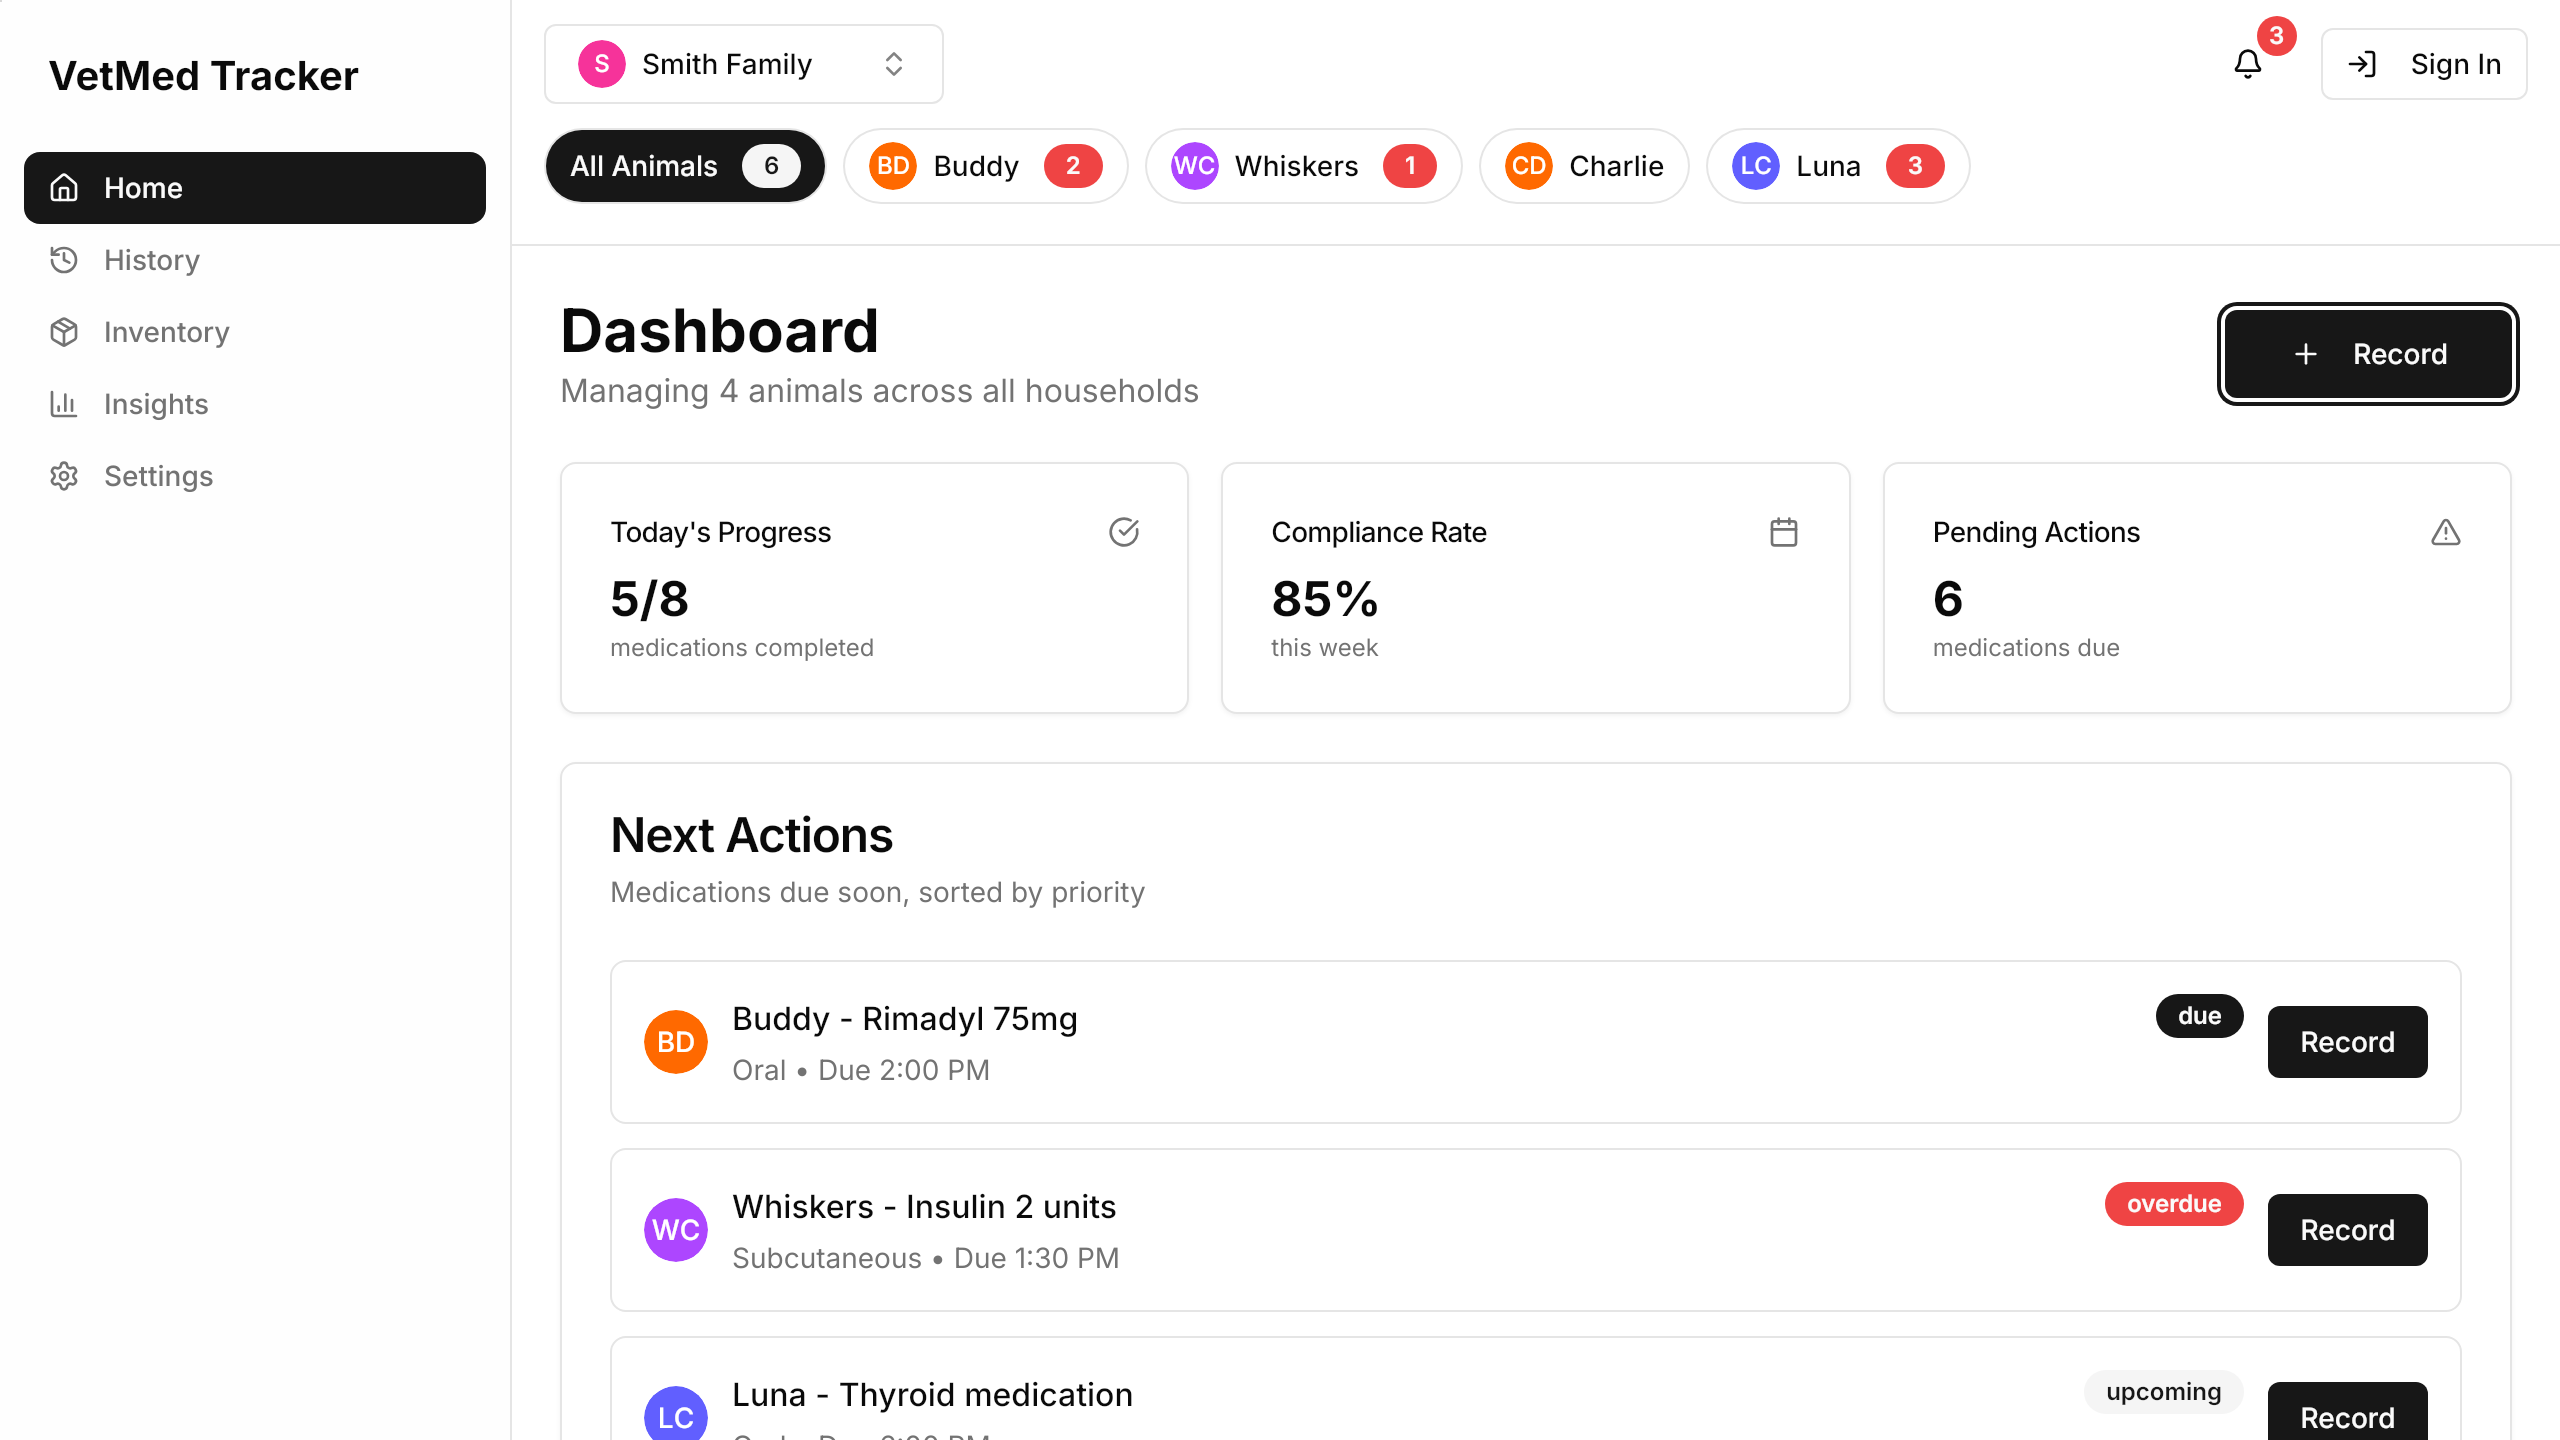 VetMed Tracker
Home
History
Inventory
Insights
Settings
S Smith Family
3
Sign In
All Animals 6
BD Buddy 2
WC Whiskers 1
CD Charlie
LC Luna 3
Dashboard
Managing 4 animals across all households
Record
Today's Progress
5/8
medications completed
Compliance Rate
85%
this week
Pending Actions
6
medications due
Next Actions
Medications due soon, sorted by priority
BD
Buddy - Rimadyl 75mg
Oral • Due 2:00 PM
due
Record
WC
Whiskers - Insulin 2 units
Subcutaneous • Due 1:30 PM
overdue
Record
LC
Luna - Thyroid medication
upcoming
Record